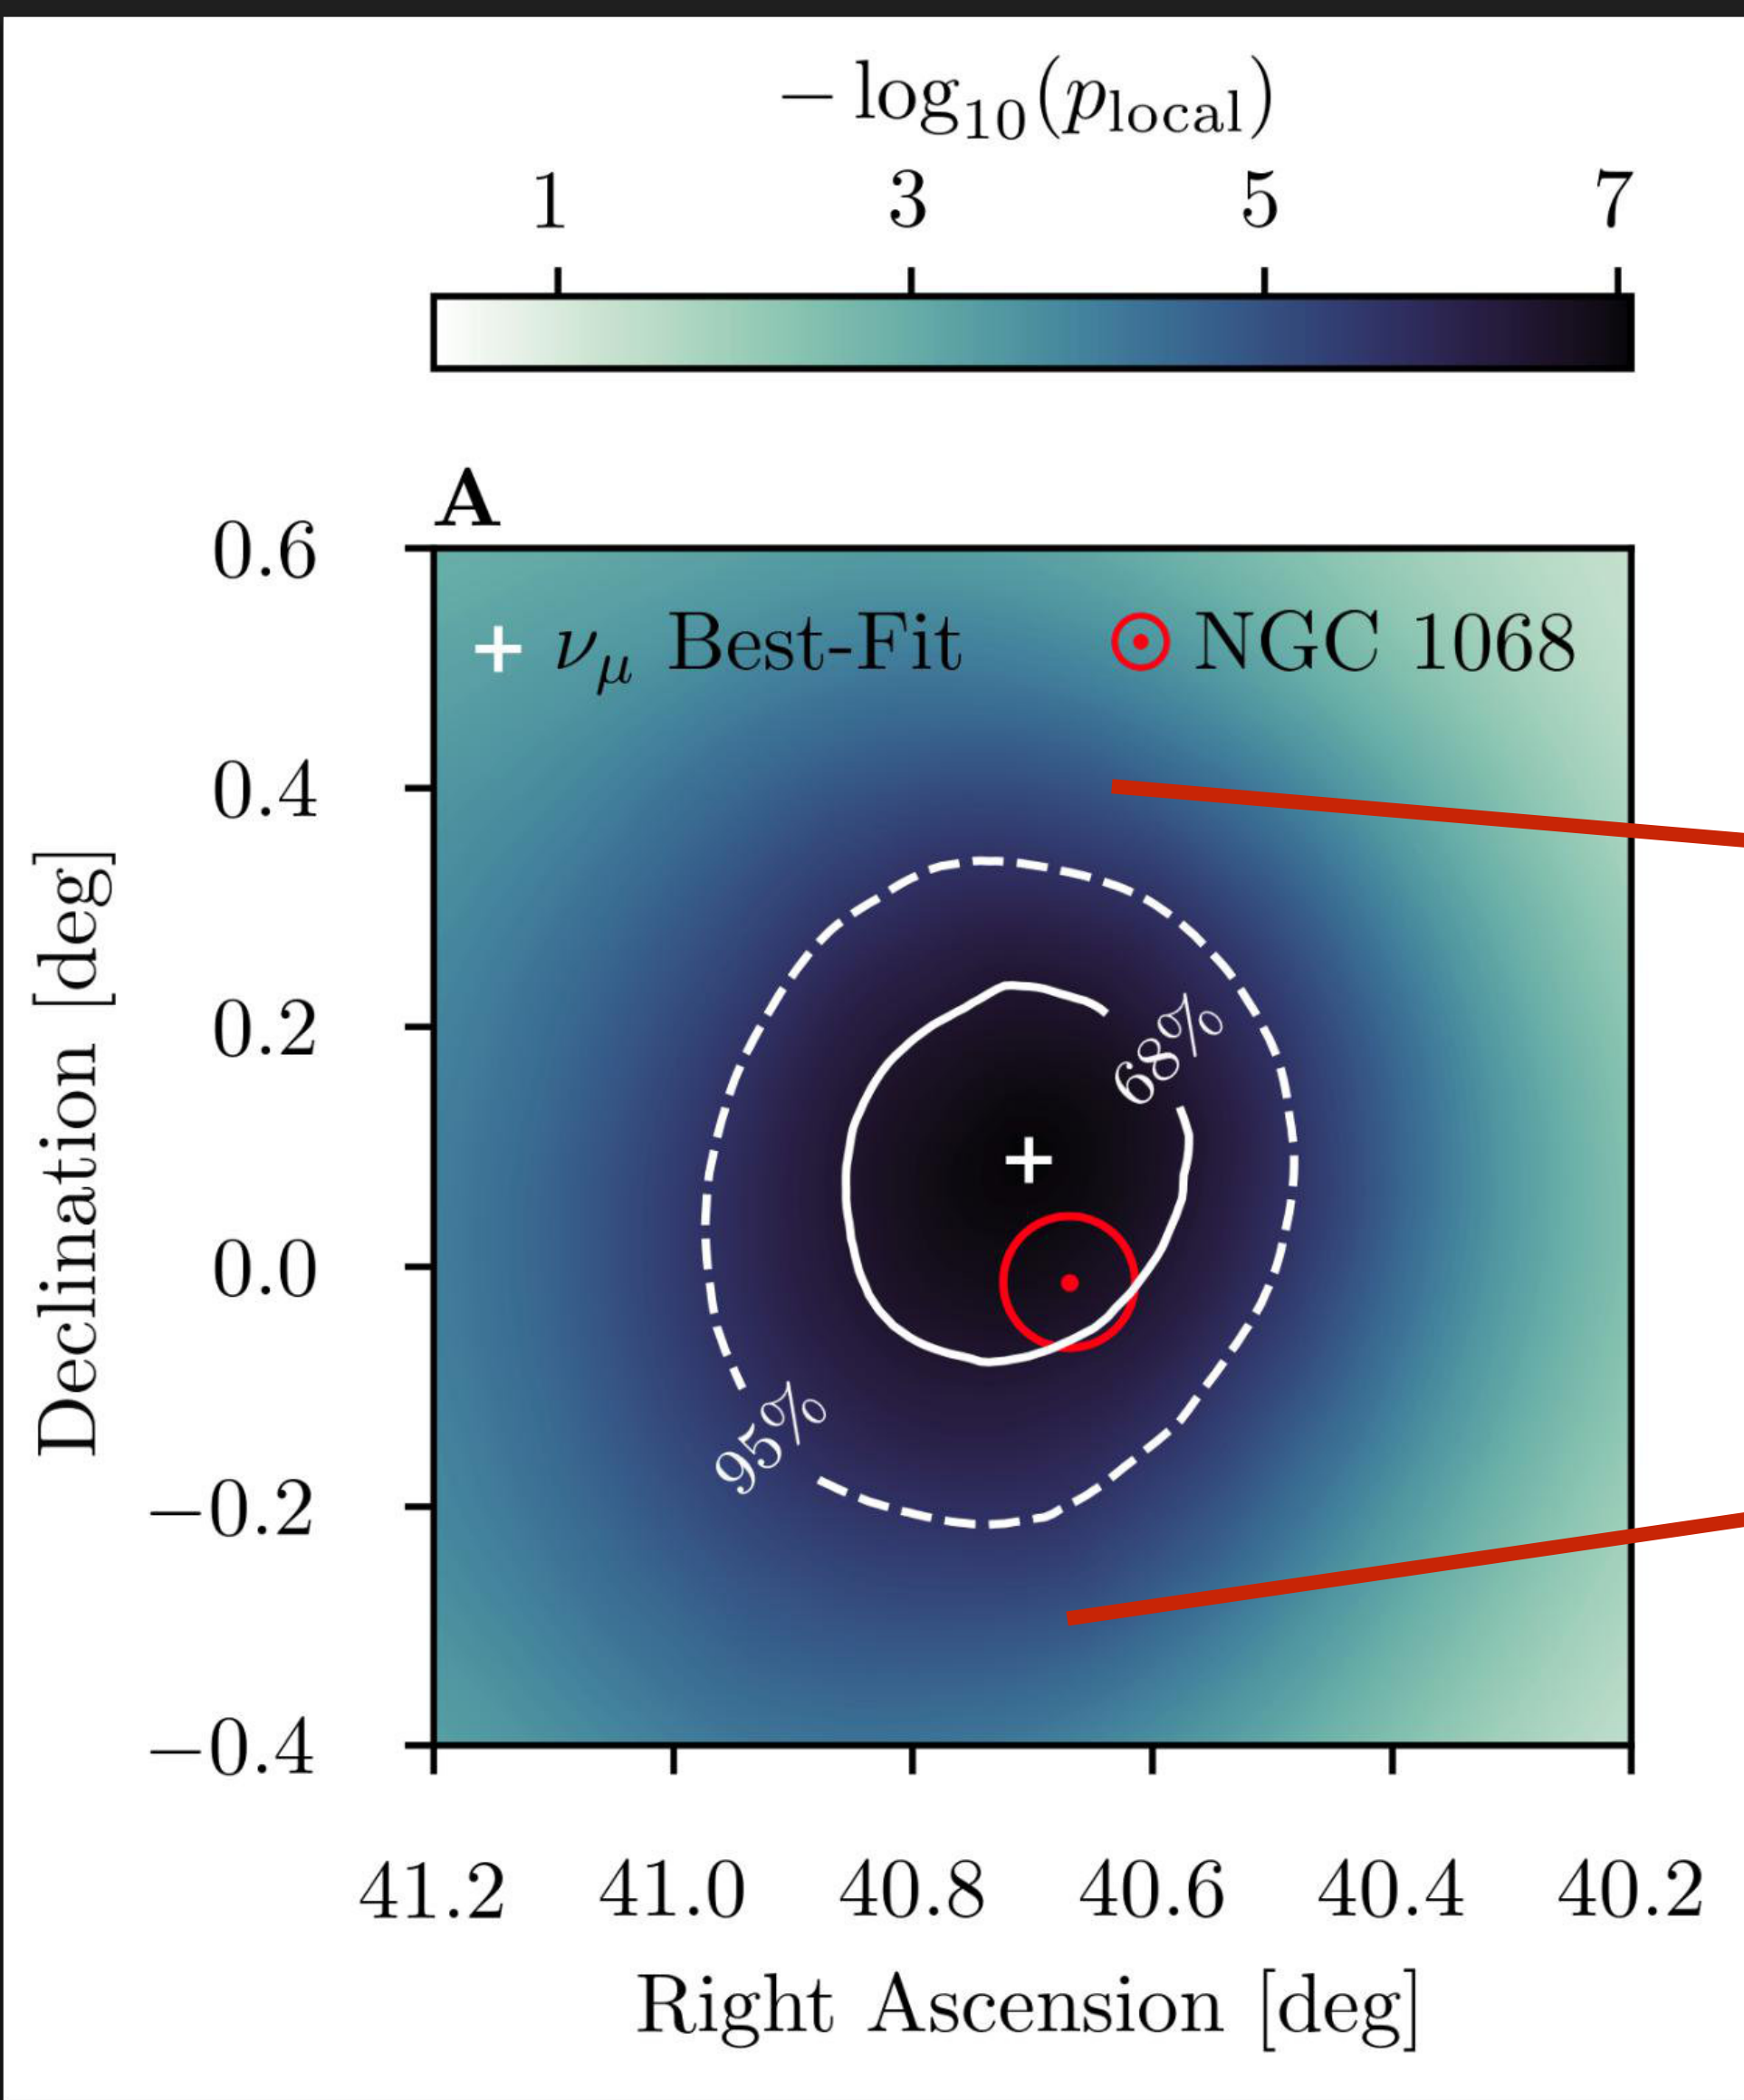 − log₁₀(p_local)
1 3 5 7
A
0.6
ν_μ Best-Fit NGC 1068
0.4
0.2
68%
0.0
95%
−0.2
−0.4
Declination [deg]
41.2 41.0 40.8 40.6 40.4 40.2
Right Ascension [deg]